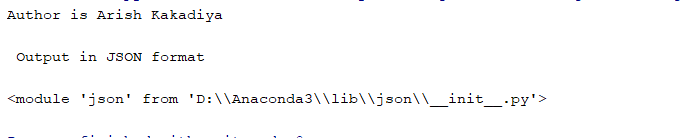 Author is Arish Kakadiya
Output in JSON format
<module 'json' from 'D:\\Anaconda3\\lib\\json\\__init__.py'>